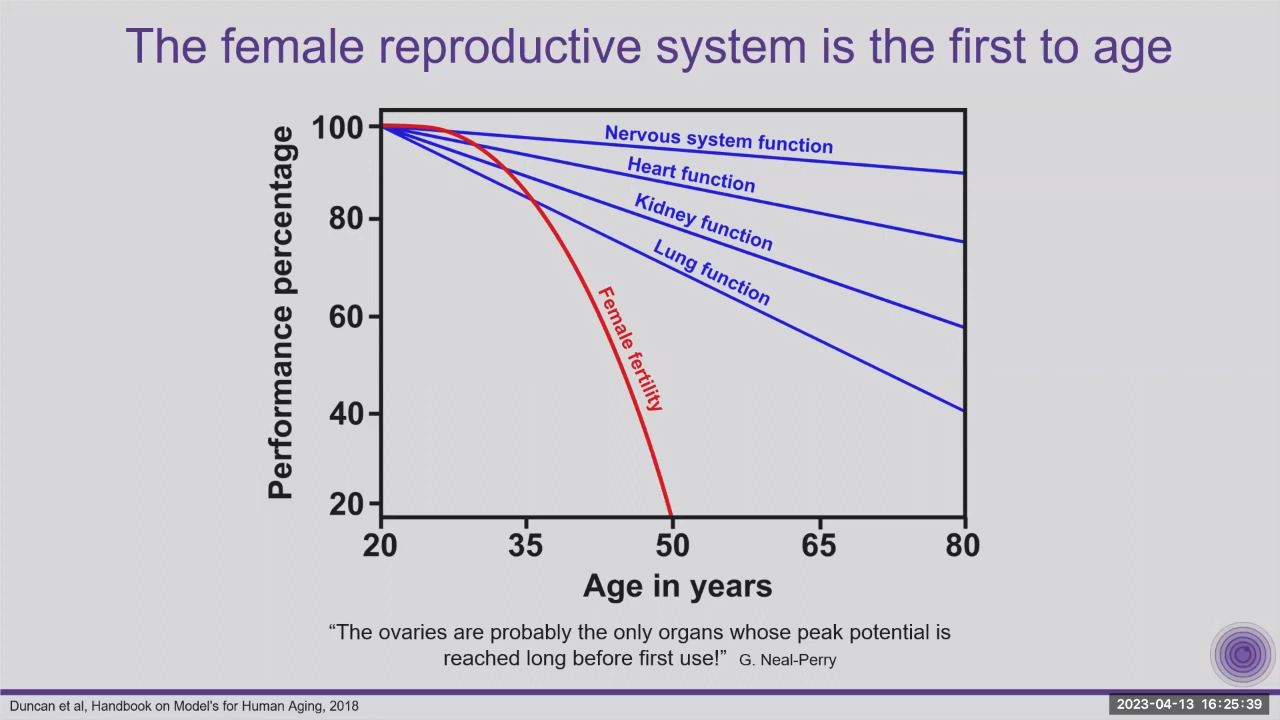 The female reproductive system is the first to age
Performance percentage
100
80
60
40
20
Nervous system function
Heart function
Kidney function
Lung function
Female fertility
20 35 50 65 80
Age in years
“The ovaries are probably the only organs whose peak potential is
reached long before first use!” G. Neal-Perry
Duncan et al, Handbook on Model's for Human Aging, 2018
2023-04-13 16:25:39